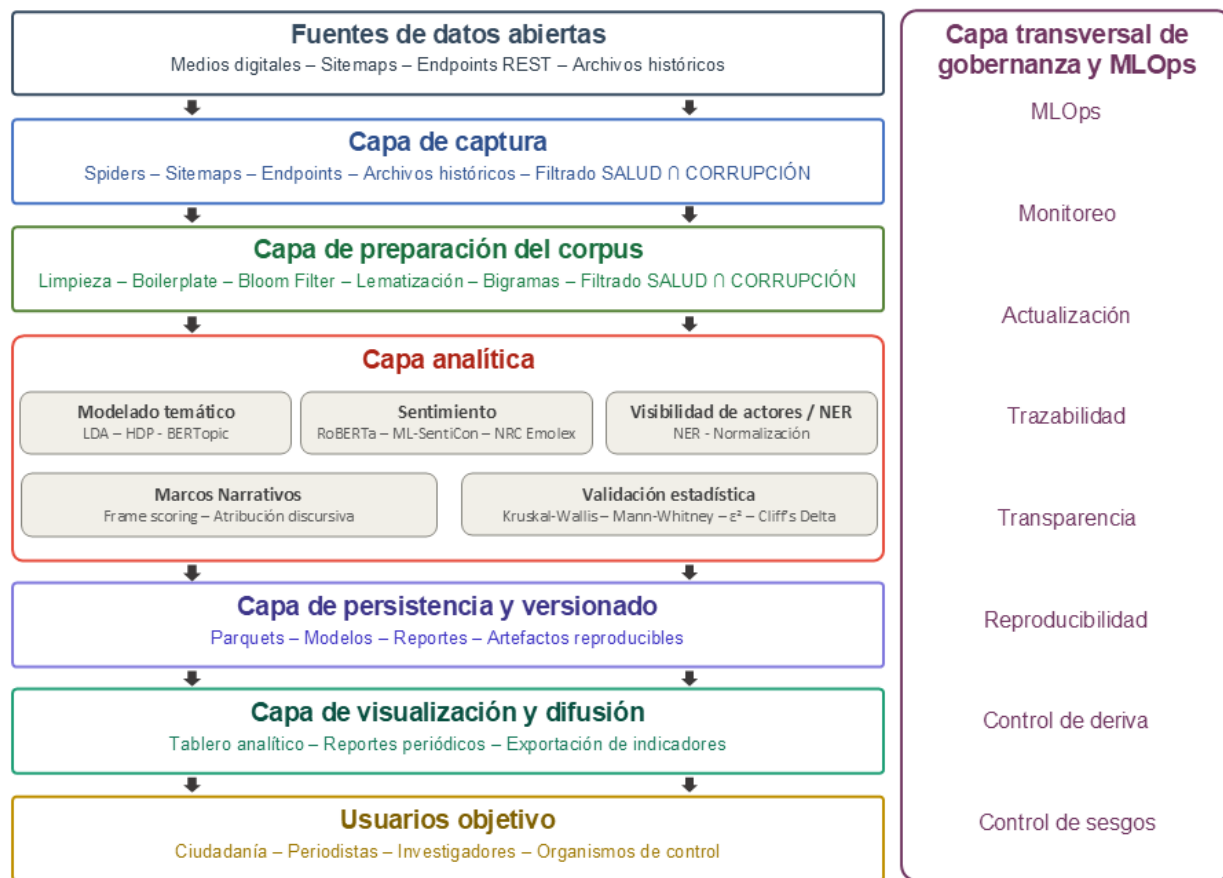 Fuentes de datos abiertas
Medios digitales – Sitemaps – Endpoints REST – Archivos históricos
Capa de captura
Spiders – Sitemaps – Endpoints – Archivos históricos – Filtrado SALUD ∩ CORRUPCIÓN
Capa de preparación del corpus
Limpieza – Boilerplate – Bloom Filter – Lematización – Bigramas – Filtrado SALUD ∩ CORRUPCIÓN
Capa analítica
Modelado temático
LDA – HDP - BERTopic
Sentimiento
RoBERTa – ML-SentiCon – NRC Emolex
Visibilidad de actores / NER
NER - Normalización
Marcos Narrativos
Frame scoring – Atribución discursiva
Validación estadística
Kruskal-Wallis – Mann-Whitney – ε² – Cliff's Delta
Capa de persistencia y versionado
Parquets – Modelos – Reportes – Artefactos reproducibles
Capa de visualización y difusión
Tablero analítico – Reportes periódicos – Exportación de indicadores
Usuarios objetivo
Ciudadanía – Periodistas – Investigadores – Organismos de control
Capa transversal de
gobernanza y MLOps
MLOps
Monitoreo
Actualización
Trazabilidad
Transparencia
Reproducibilidad
Control de deriva
Control de sesgos